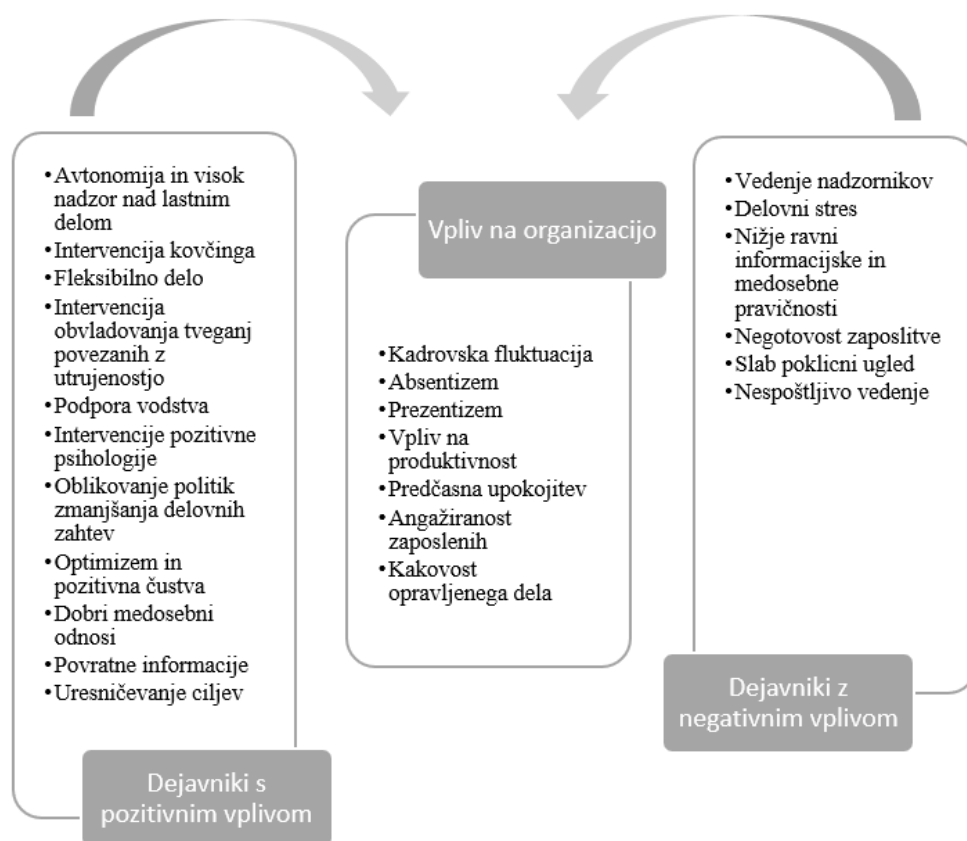 •Avtonomija in visok
nadzor nad lastnim
delom
•Intervencija kovčinga
•Fleksibilno delo
•Intervencija
obvladovanja tveganj
povezanih z
utrujenostjo
•Podpora vodstva
•Intervencije pozitivne
psihologije
•Oblikovanje politik
zmanjšanja delovnih
zahtev
•Optimizem in
pozitivna čustva
•Dobri medosebni
odnosi
•Povratne informacije
•Uresničevanje ciljev
Dejavniki s
pozitivnim vplivom
Vpliv na organizacijo
•Kadrovska fluktuacija
•Absentizem
•Prezentizem
•Vpliv na
produktivnost
•Predčasna upokojitev
•Angažiranost
zaposlenih
•Kakovost
opravljenega dela
•Vedenje nadzornikov
•Delovni stres
•Nižje ravni
informacijske in
medosebne
pravičnosti
•Negotovost zaposlitve
•Slab poklicni ugled
•Nespoštljivo vedenje
Dejavniki z
negativnim vplivom